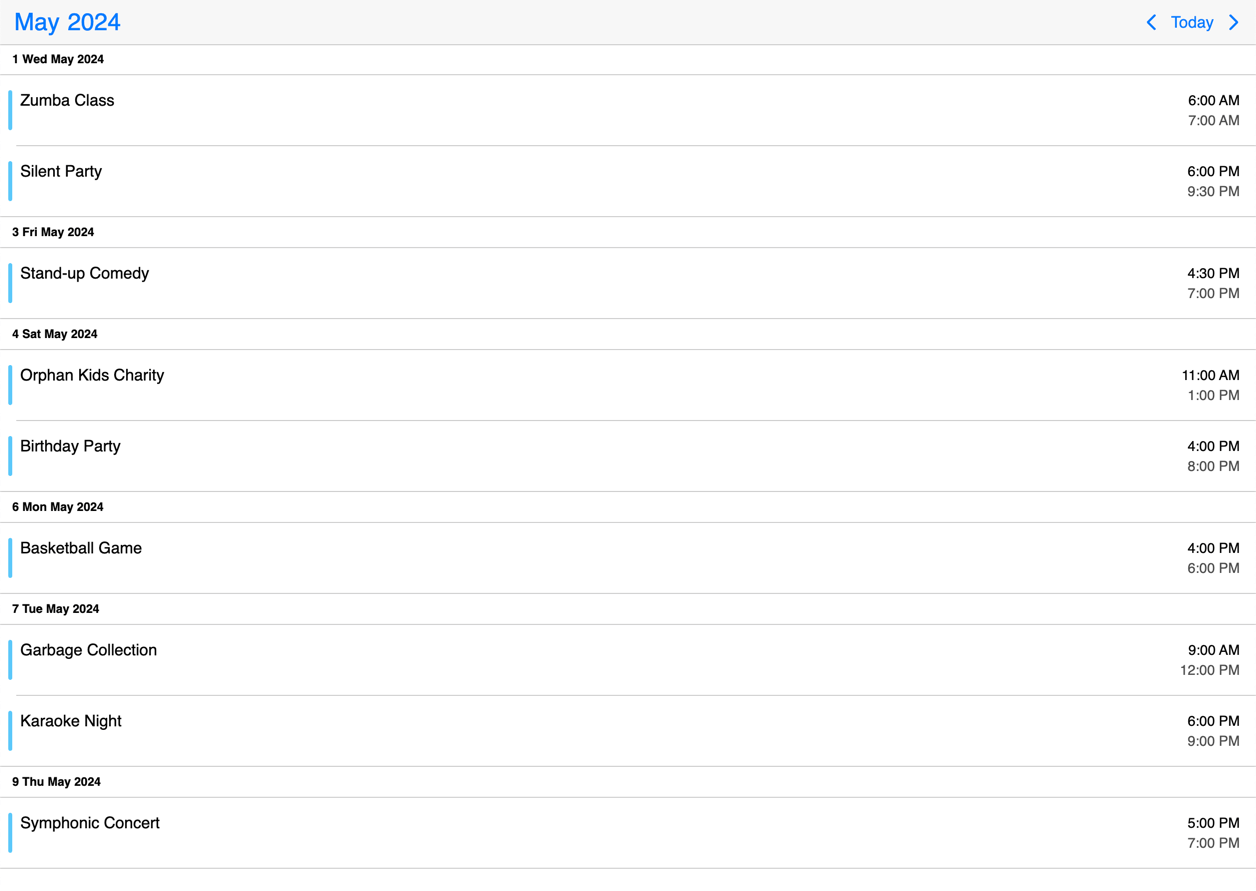 May 2024
Today
1 Wed May 2024
Zumba Class 6:00 AM
7:00 AM
Silent Party 6:00 PM
9:30 PM
3 Fri May 2024
Stand-up Comedy 4:30 PM
7:00 PM
4 Sat May 2024
Orphan Kids Charity 11:00 AM
1:00 PM
Birthday Party 4:00 PM
8:00 PM
6 Mon May 2024
Basketball Game 4:00 PM
6:00 PM
7 Tue May 2024
Garbage Collection 9:00 AM
12:00 PM
Karaoke Night 6:00 PM
9:00 PM
9 Thu May 2024
Symphonic Concert 5:00 PM
7:00 PM